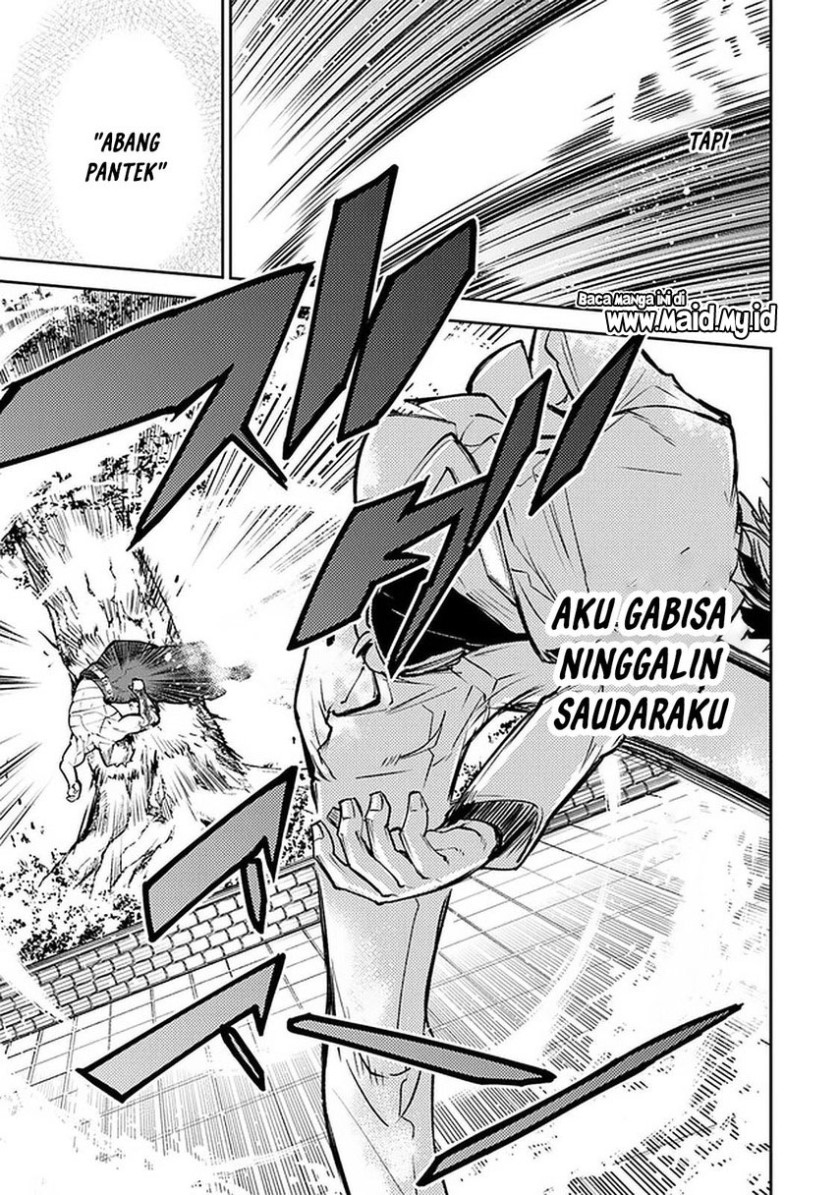 TAPI
"ABANG
PANTEK"
Baca Manga ini di
www.Maid.My.id
AKU GABISA
NINGGALIN
SAUDARAKU